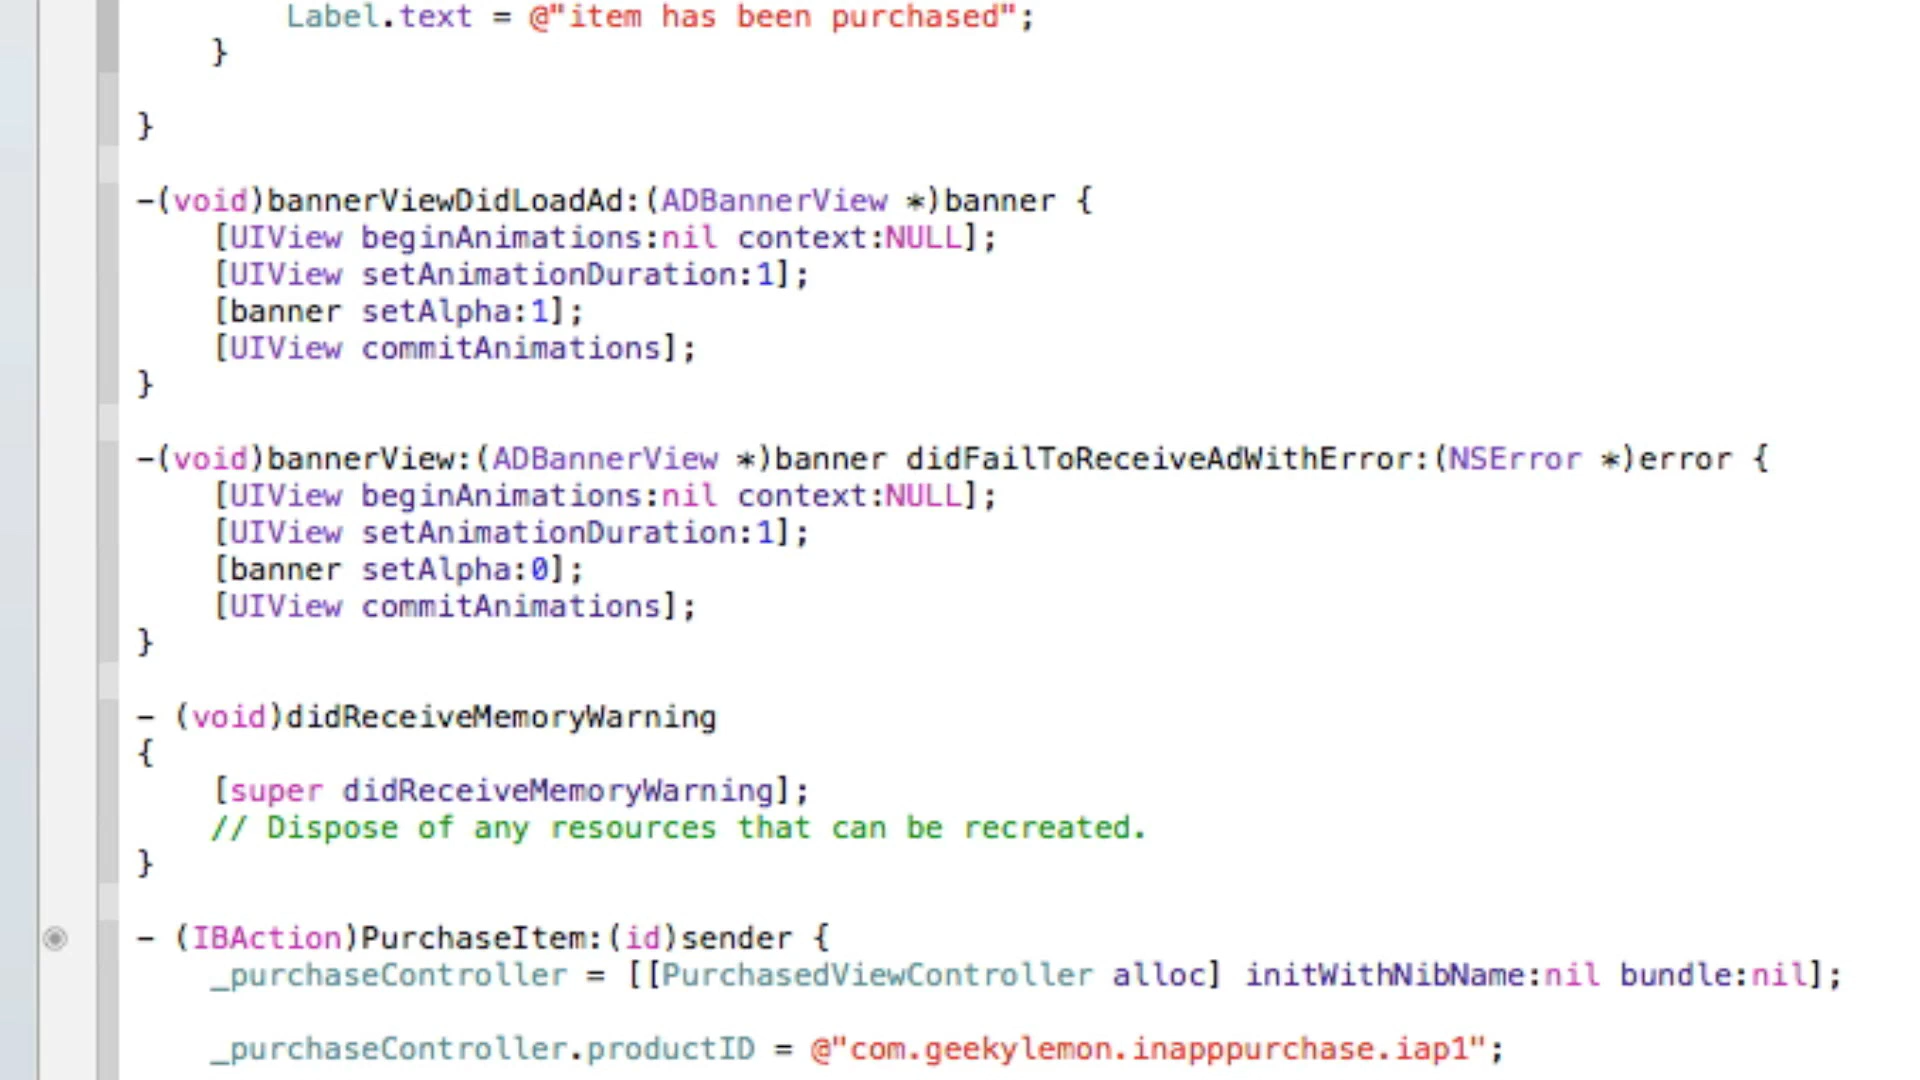 Label.text = @"item has been purchased";
}
}
-(void)bannerViewDidLoadAd:(ADBannerView *)banner {
[UIView beginAnimations:nil context:NULL];
[UIView setAnimationDuration:1];
[banner setAlpha:1];
[UIView commitAnimations];
}
-(void)bannerView:(ADBannerView *)banner didFailToReceiveAdWithError:(NSError *)error {
[UIView beginAnimations:nil context:NULL];
[UIView setAnimationDuration:1];
[banner setAlpha:0];
[UIView commitAnimations];
}
- (void)didReceiveMemoryWarning
{
[super didReceiveMemoryWarning];
// Dispose of any resources that can be recreated.
}
- (IBAction)PurchaseItem:(id)sender {
_purchaseController = [[PurchasedViewController alloc] initWithNibName:nil bundle:nil];
_purchaseController.productID = @"com.geekylemon.inapppurchase.iap1";